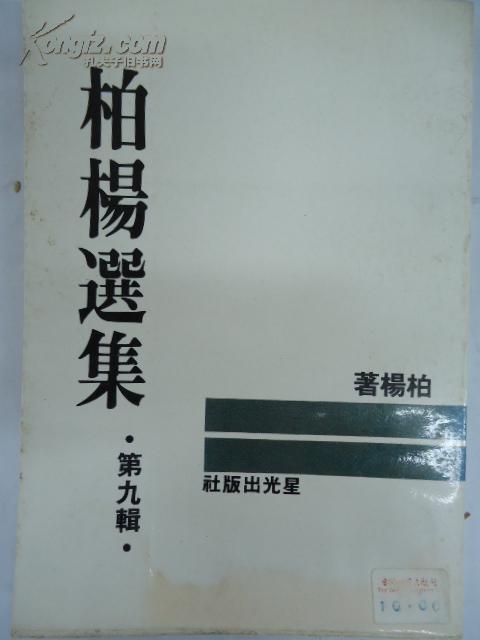 Kongfz.com
孔夫子旧书网
柏楊選集
·第九輯·
柏楊著
星光出版社
10.00